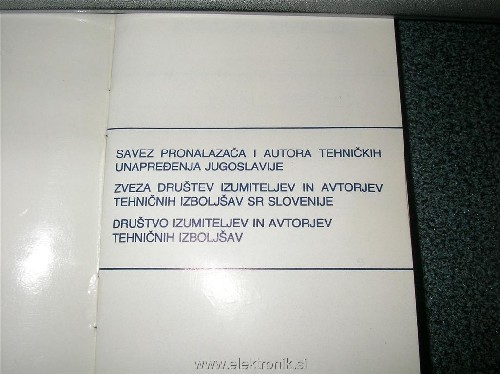 SAVEZ PRONALAZAČA I AUTORA TEHNIČKIH
UNAPREĐENJA JUGOSLAVIJE
ZVEZA DRUŠTEV IZUMITELJEV IN AVTORJEV
TEHNIČNIH IZBOLJŠAV SR SLOVENIJE
DRUŠTVO IZUMITELJEV IN AVTORJEV
TEHNIČNIH IZBOLJŠAV
www.elektronik.si